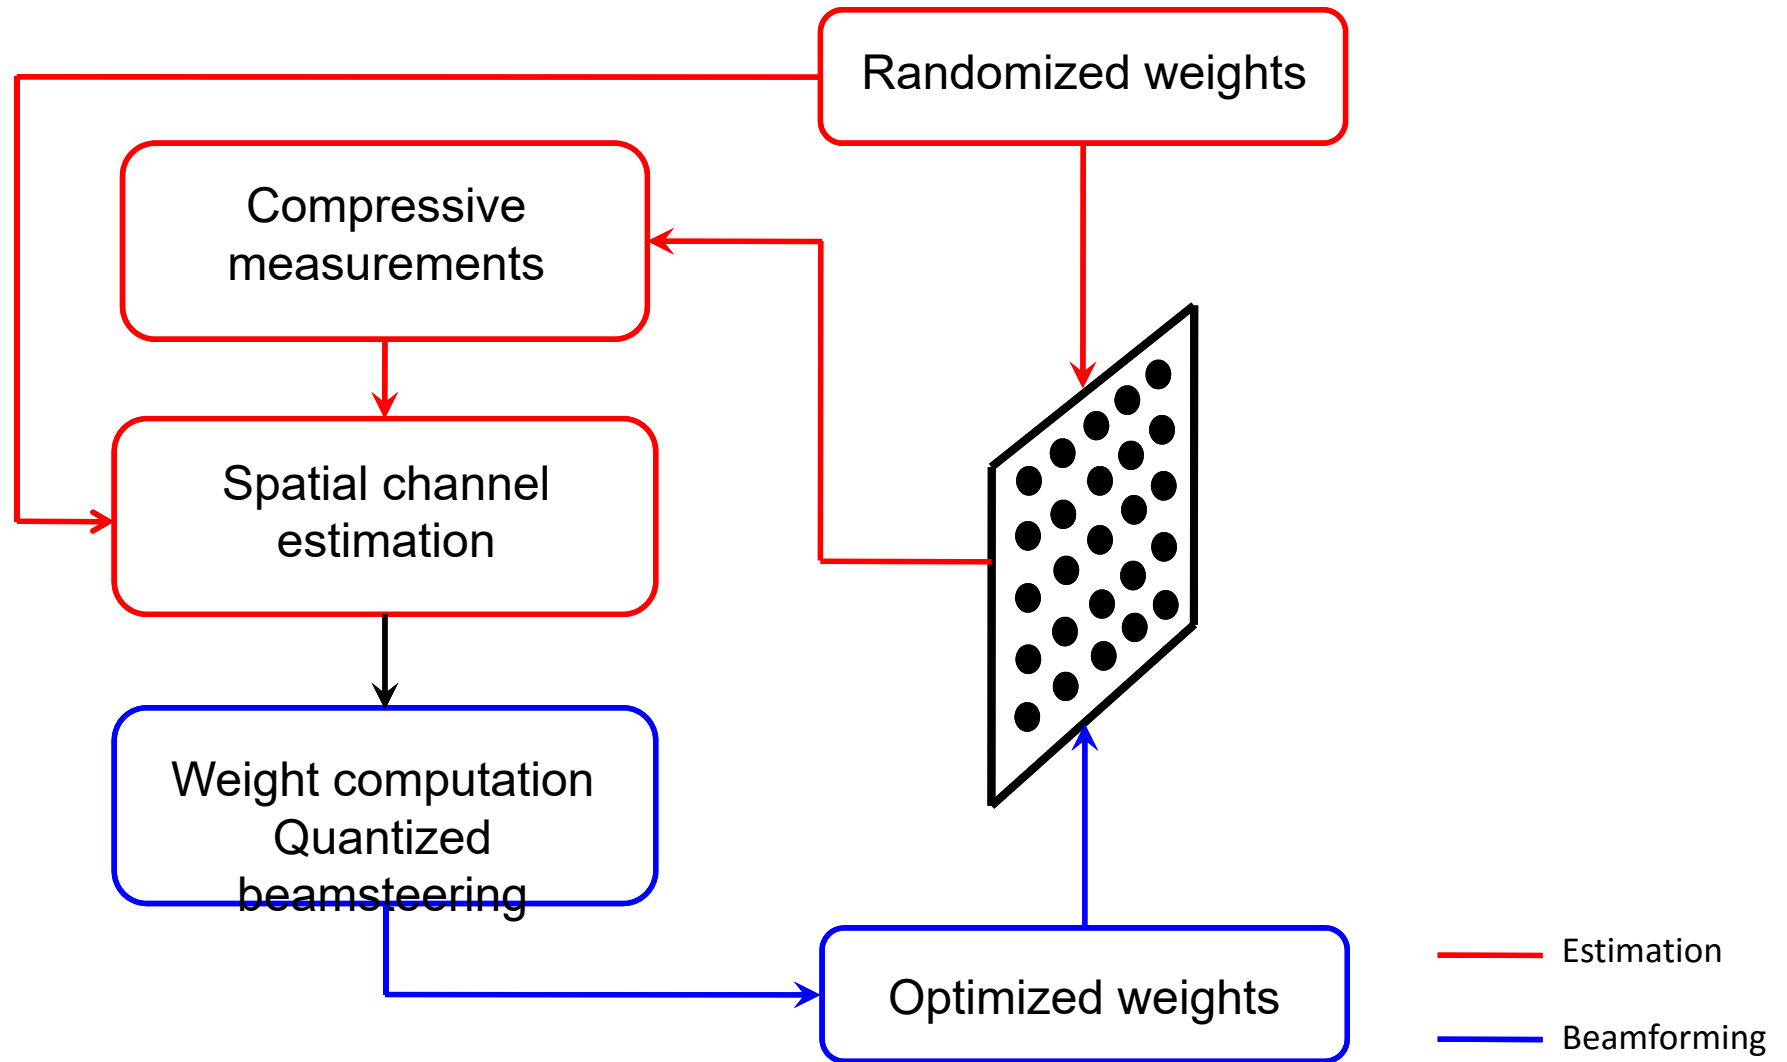 Randomized weights
Compressive
measurements
Spatial channel
estimation
Weight computation
Quantized
beamsteering
Optimized weights
Estimation
Beamforming